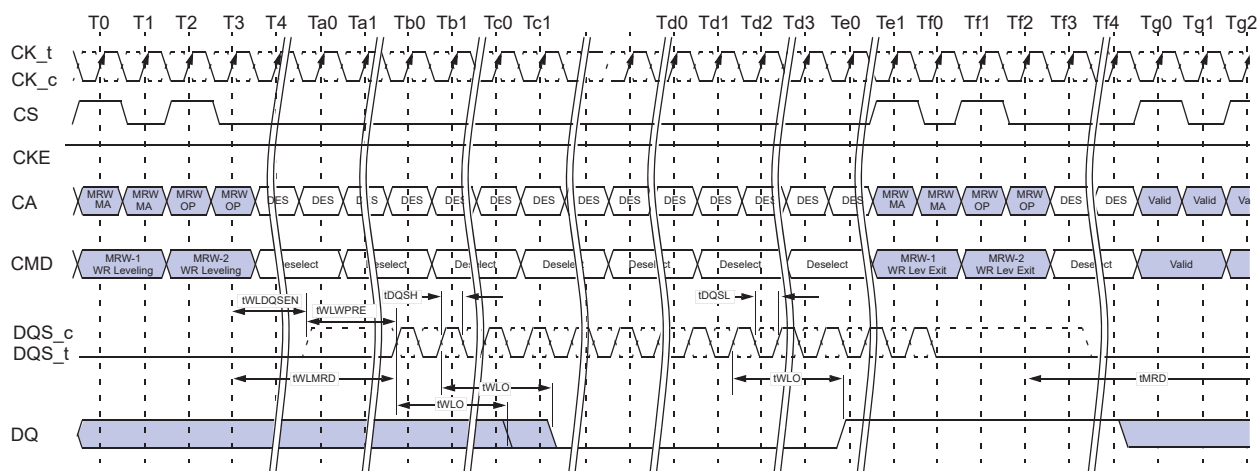 T0 T1 T2 T3 T4 Ta0 Ta1 Tb0 Tb1 Tc0 Tc1 Td0 Td1 Td2 Td3 Te0 Te1 Tf0 Tf1 Tf2 Tf3 Tf4 Tg0 Tg1 Tg2
CK_t
CK_c
CS
CKE
CA
MRW MA
MRW MA
MRW OP
MRW OP
DES DES DES DES DES DES DES DES DES DES DES DES DES DES
MRW MA
MRW MA
MRW OP
MRW OP
DES DES Valid Valid Va
CMD
MRW-1 WR Leveling
MRW-2 WR Leveling
Deselect Deselect Deselect Deselect Deselect Deselect Deselect
MRW-1 WR Lev Exit
MRW-2 WR Lev Exit
Deselect Valid
tWLDQSEN tWLWPRE tDQSH tDQSL
DQS_c
DQS_t
tWLMRD tWLO tWLO tWLO tMRD
DQ